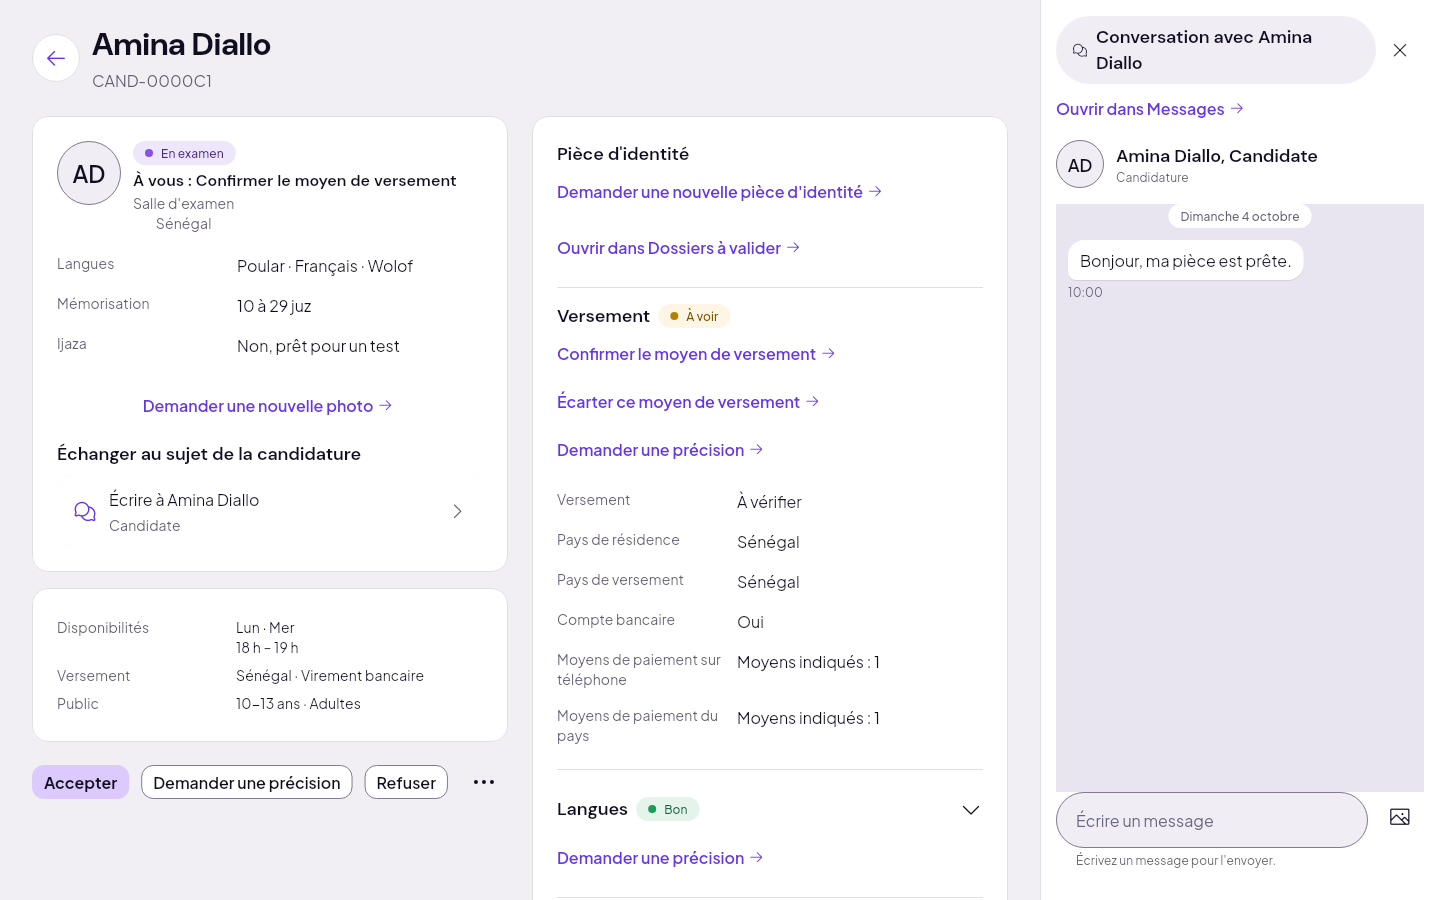 Amina Diallo
CAND-0000C1
AD
En examen
À vous : Confirmer le moyen de versement
Salle d'examen
Sénégal
Langues
Poular · Français · Wolof
Mémorisation
10 à 29 juz
Ijaza
Non, prêt pour un test
Demander une nouvelle photo
Échanger au sujet de la candidature
Écrire à Amina Diallo
Candidate
Disponibilités
Lun · Mer
18 h – 19 h
Versement
Sénégal · Virement bancaire
Public
10–13 ans · Adultes
Accepter
Demander une précision
Refuser
Pièce d'identité
Demander une nouvelle pièce d'identité
Ouvrir dans Dossiers à valider
Versement
À voir
Confirmer le moyen de versement
Écarter ce moyen de versement
Demander une précision
Versement
À vérifier
Pays de résidence
Sénégal
Pays de versement
Sénégal
Compte bancaire
Oui
Moyens de paiement sur
téléphone
Moyens indiqués : 1
Moyens de paiement du
pays
Moyens indiqués : 1
Langues
Bon
Demander une précision
Conversation avec Amina
Diallo
Ouvrir dans Messages
AD
Amina Diallo, Candidate
Candidature
Dimanche 4 octobre
Bonjour, ma pièce est prête.
10:00
Écrire un message
Écrivez un message pour l'envoyer.